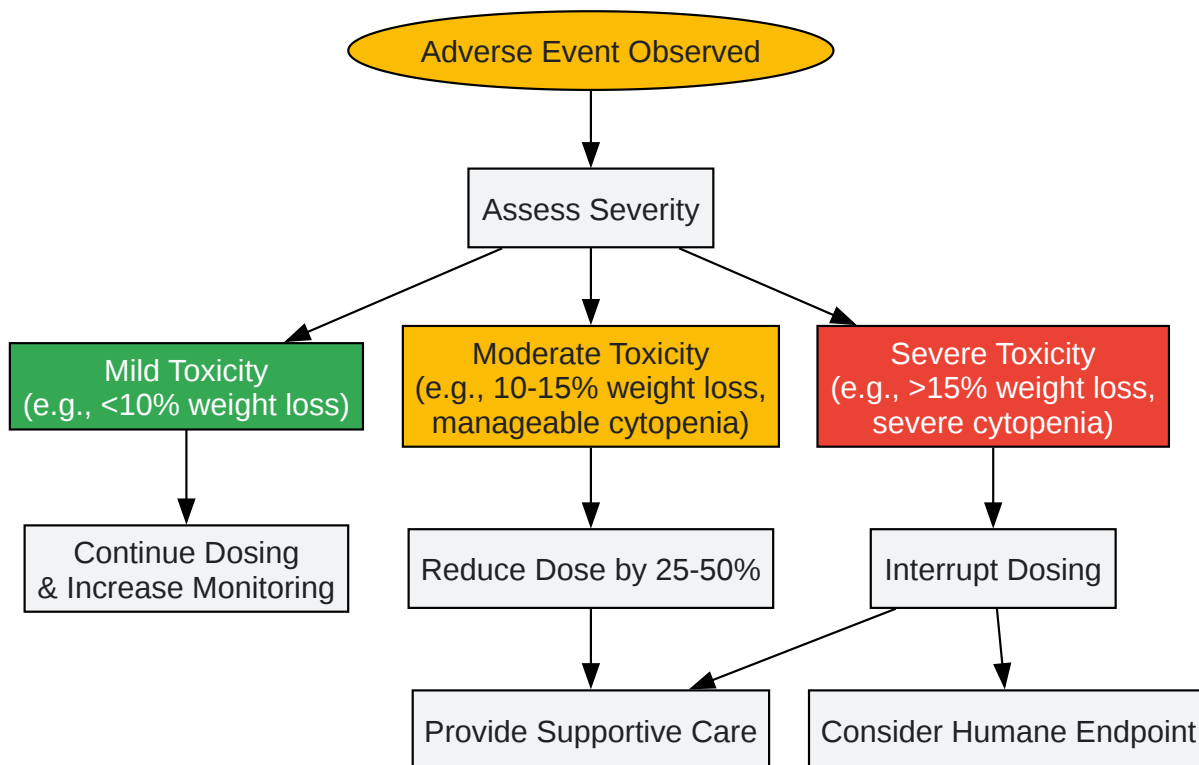 Adverse Event Observed
Assess Severity
Mild Toxicity
(e.g., <10% weight loss)
Moderate Toxicity
(e.g., 10-15% weight loss,
manageable cytopenia)
Severe Toxicity
(e.g., >15% weight loss,
severe cytopenia)
Continue Dosing
& Increase Monitoring
Reduce Dose by 25-50%
Interrupt Dosing
Provide Supportive Care
Consider Humane Endpoint